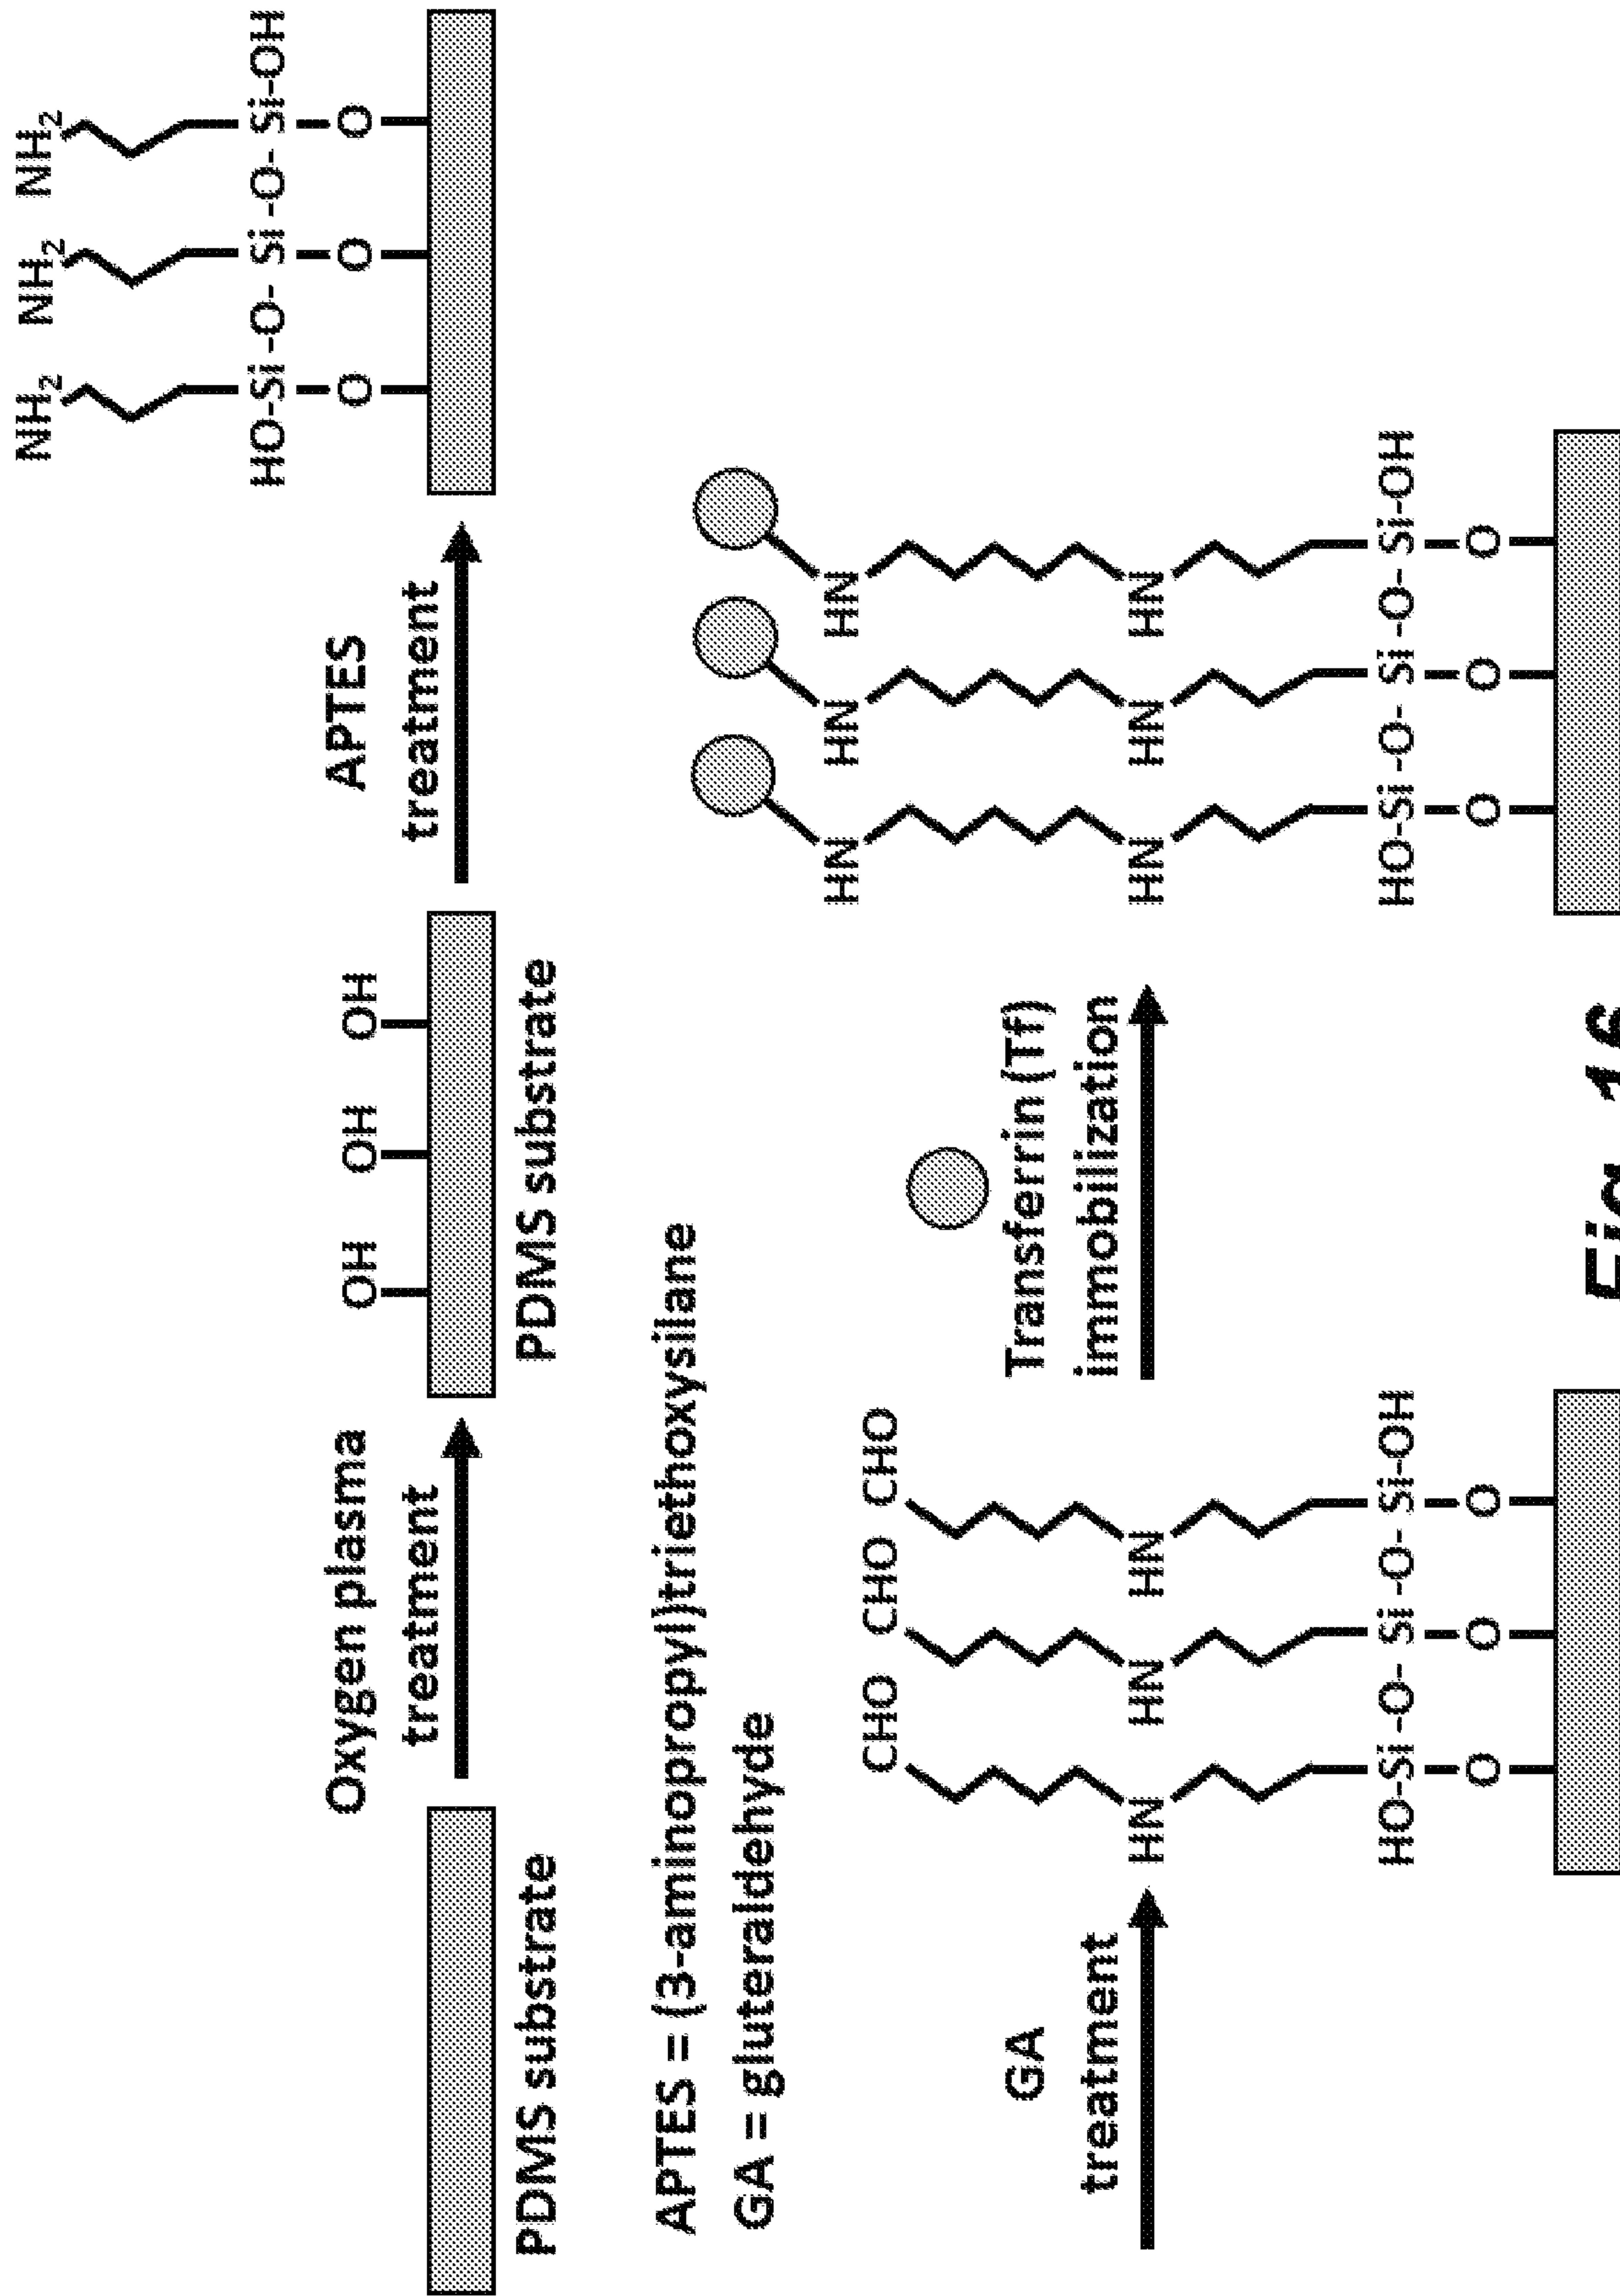 Oxygen plasma
treatment
APTES
treatment
OH OH OH
NH2 NH2 NH2
HO-Si -O- Si -O- Si-OH
O O O
PDMS substrate
PDMS substrate
APTES = (3-aminopropyl)triethoxysilane
GA = gluteraldehyde
GA
treatment
CHO CHO CHO
HN HN HN
HO-Si -O- Si -O- Si-OH
O O O
Transferrin (Tf)
immobilization
HN HN HN
HN HN HN
HO-Si -O- Si -O- Si-OH
O O O
Fig. 16